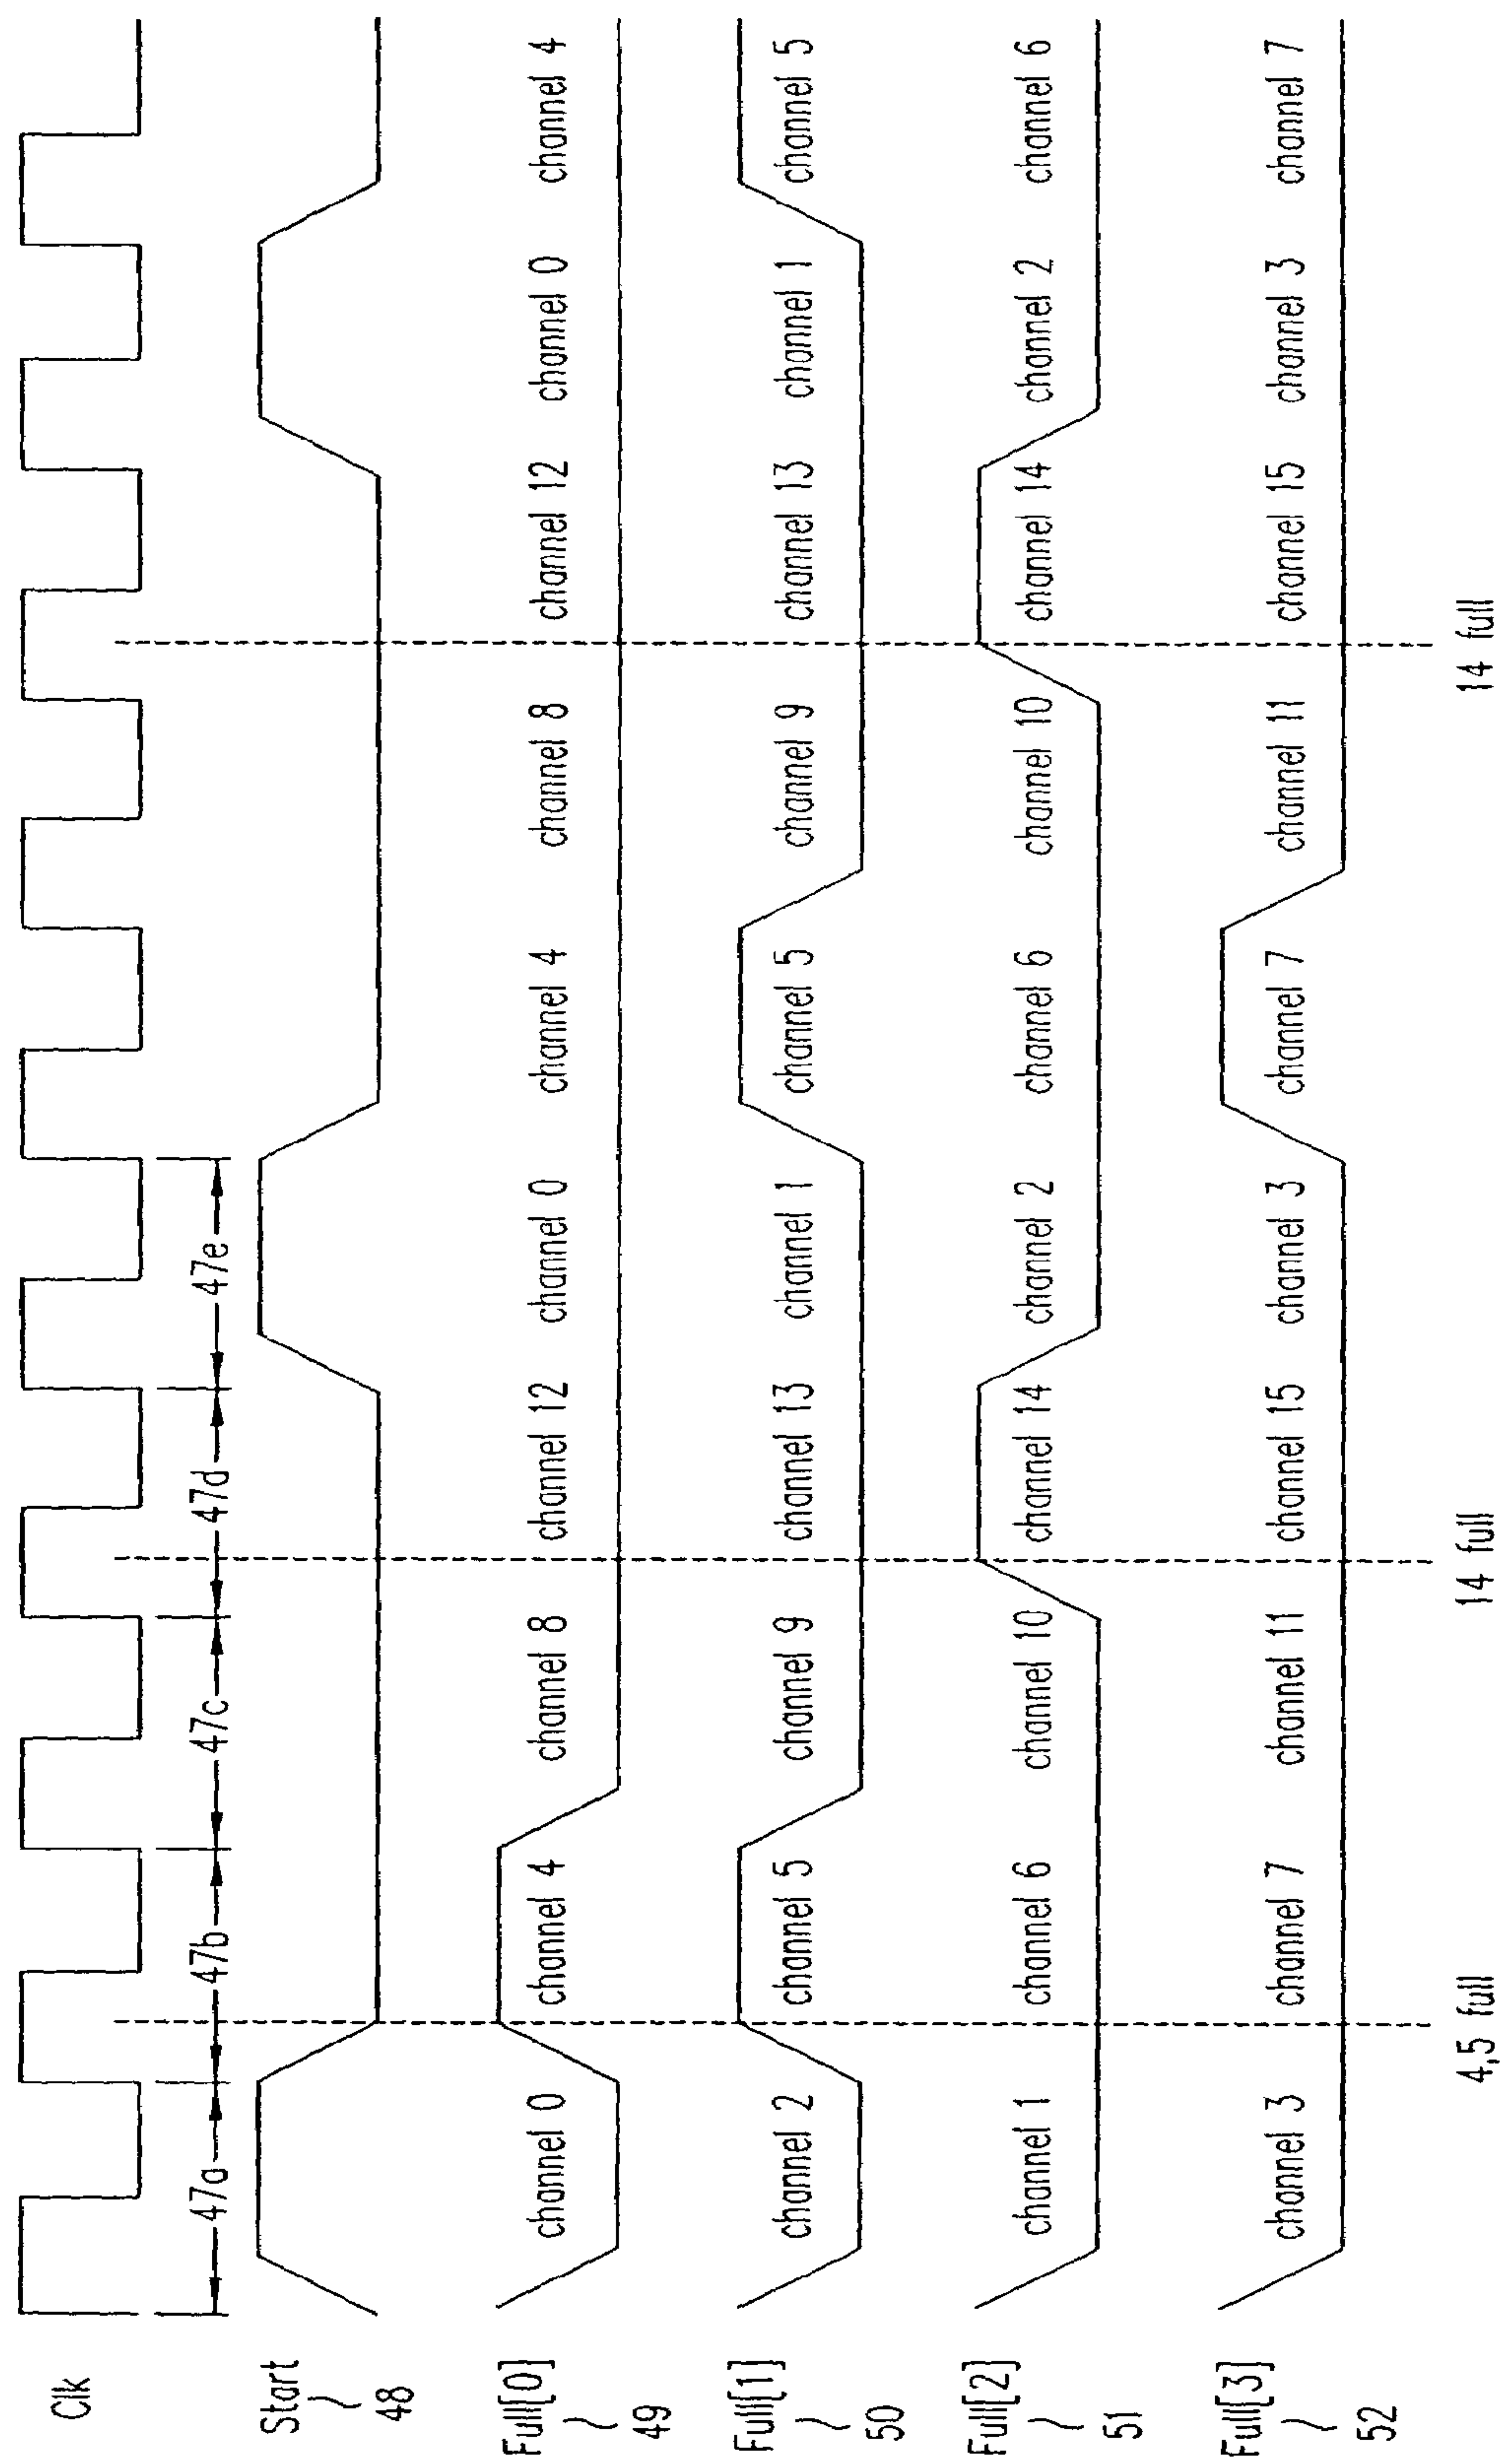 Clk
47a 47b 47c 47d 47e
Start
48
Full[0] channel 0 channel 4 channel 8 channel 12 channel 0 channel 4 channel 8 channel 12 channel 0 channel 4
49
Full[1] channel 2 channel 5 channel 9 channel 13 channel 1 channel 5 channel 9 channel 13 channel 1 channel 5
50
Full[2] channel 1 channel 6 channel 10 channel 14 channel 2 channel 6 channel 10 channel 14 channel 2 channel 6
51
Full[3] channel 3 channel 7 channel 11 channel 15 channel 3 channel 7 channel 11 channel 15 channel 3 channel 7
52
4,5 full 14 full 14 full